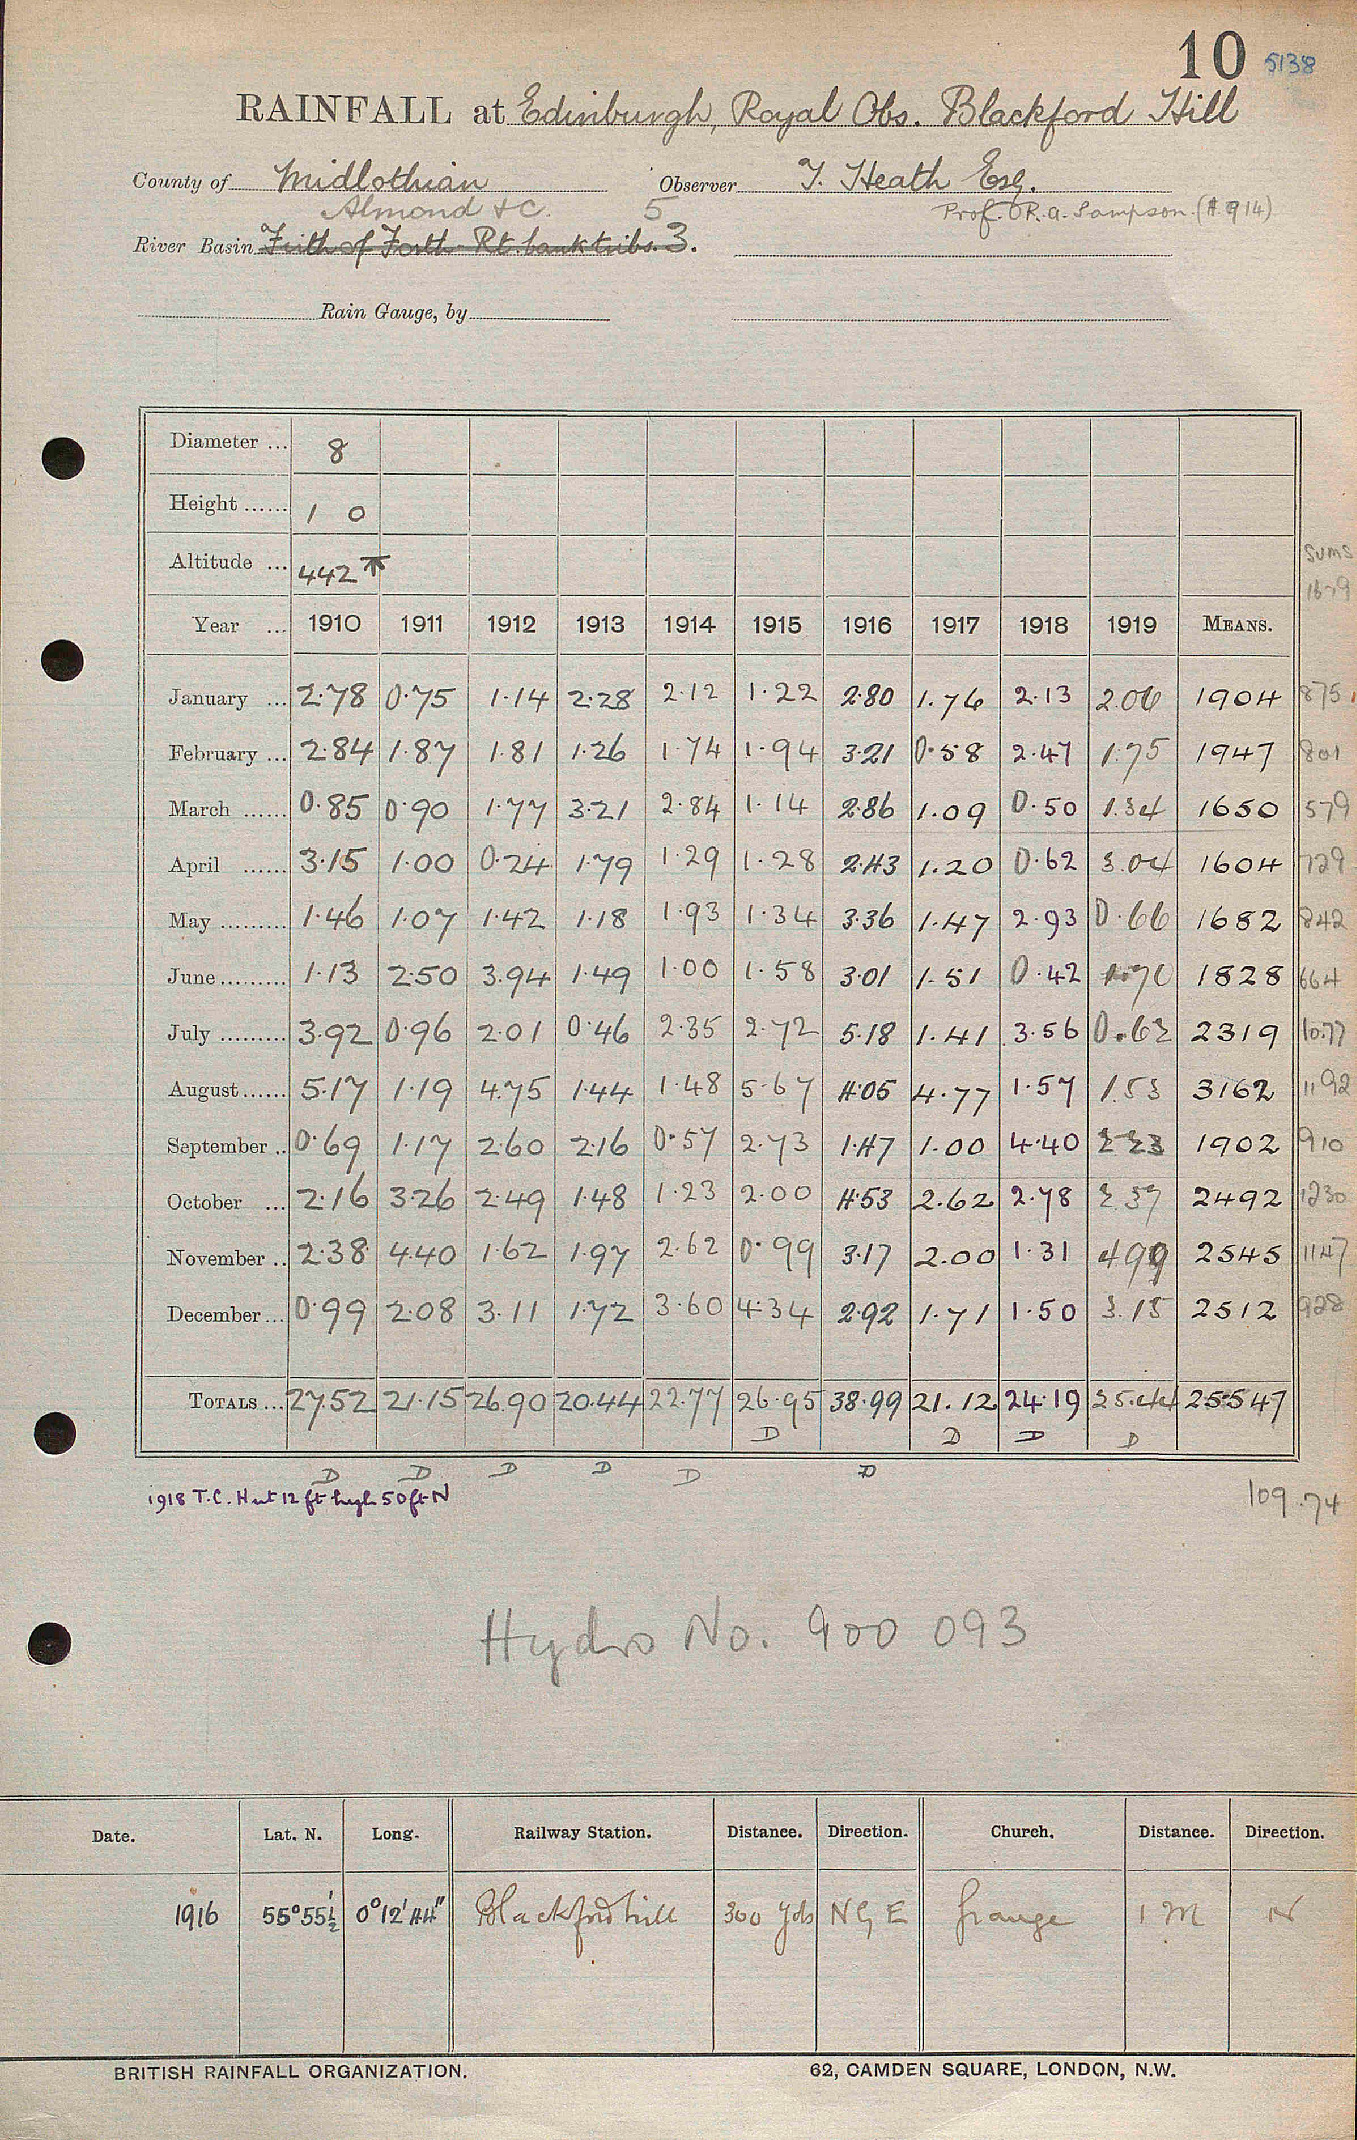 10 5138
RAINFALL at Edinburgh, Royal Obs. Blackford Hill
County of Midlothian Observer T. Heath Esq.
Almond &c. 5 Prof. R.A. Sampson. (4.914)
River Basin Frith of Forth Rt. bank tribs. 3.
Rain Gauge, by
Diameter ... 8
Height ...... 1 0
sums
Altitude ... 442
Year ... 1910 1911 1912 1913 1914 1915 1916 1917 1918 1919 MEANS.
January ... 2.78 0.75 1.14 2.28 2.12 1.22 2.80 1.76 2.13 2.06 1904 875
February ... 2.84 1.87 1.81 1.26 1.74 1.94 3.21 0.58 2.47 1.75 1947 801
March ...... 0.85 0.90 1.77 3.21 2.84 1.14 2.86 1.09 0.50 1.34 1650 579
April ...... 3.15 1.00 0.24 1.79 1.29 1.28 2.43 1.20 0.62 3.04 1604 729
May ......... 1.46 1.07 1.42 1.18 1.93 1.34 3.36 1.47 2.93 0.66 1682 842
June ......... 1.13 2.50 3.94 1.49 1.00 1.58 3.01 1.51 0.42 1.70 1828 664
July ......... 3.92 0.96 2.01 0.46 2.35 2.72 5.18 1.41 3.56 0.62 2319 1077
August ...... 5.17 1.19 4.75 1.44 1.48 5.67 4.05 4.77 1.57 1.53 3162 1192
September .. 0.69 1.17 2.60 2.16 0.57 2.73 1.47 1.00 4.40 2.23 1902 910
October ... 2.16 3.26 2.49 1.48 1.23 2.00 4.53 2.62 2.78 2.37 2492 1230
November .. 2.38 4.40 1.62 1.97 2.62 0.99 3.17 2.00 1.31 4.99 2545 1147
December ... 0.99 2.08 3.11 1.72 3.60 4.34 2.92 1.71 1.50 3.15 2512 928
TOTALS ... 27.52 21.15 26.90 20.44 22.77 26.95 38.99 21.12 24.19 25.44 25547
D D D D
D D D D D D
1918 T.C. Hut 12 ft high 50 ft N 109.74
Hydro No. 900 093
Date. Lat. N. Long. Railway Station. Distance. Direction. Church. Distance. Direction.
1916 55°55½' 0°12'44" Blackford hill 300 yds N by E Grange 1 M N
BRITISH RAINFALL ORGANIZATION. 62, CAMDEN SQUARE, LONDON, N.W.